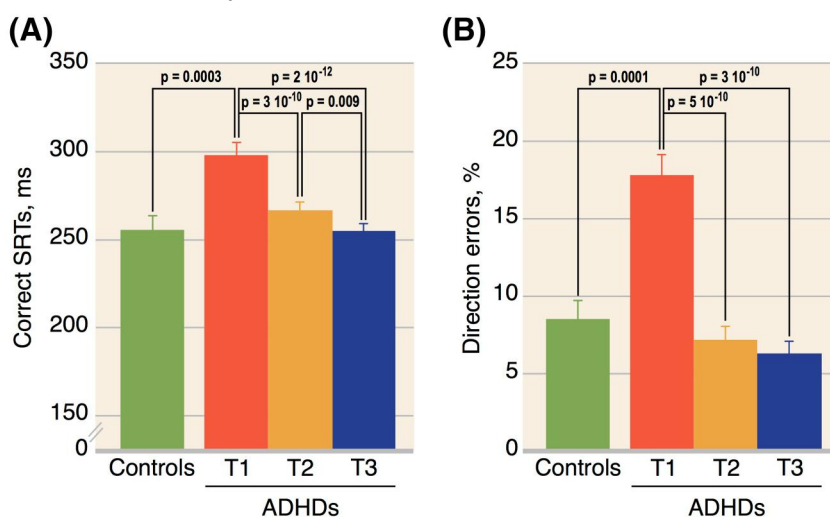 (A)
Correct SRTs, ms
350
300
250
200
150
0
p = 0.0003
p = 2 10-12
p = 3 10-10
p = 0.009
Controls
T1
T2
T3
ADHDs
(B)
Direction errors, %
25
20
15
10
5
0
p = 0.0001
p = 3 10-10
p = 5 10-10
Controls
T1
T2
T3
ADHDs